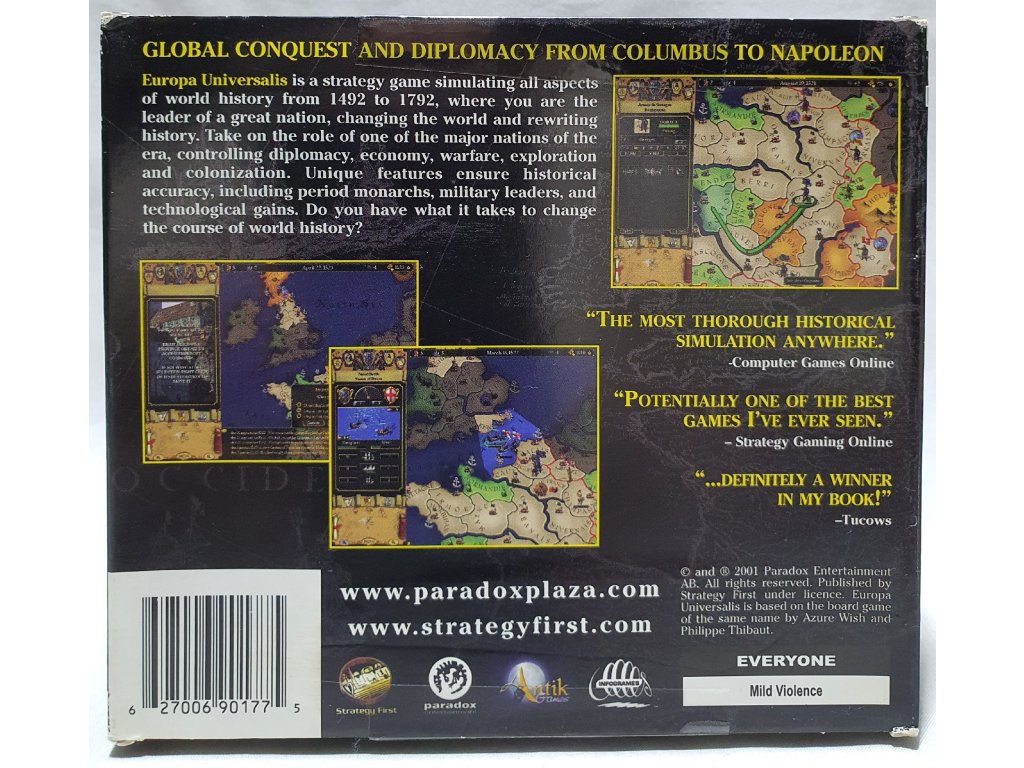 GLOBAL CONQUEST AND DIPLOMACY FROM COLUMBUS TO NAPOLEON
Europa Universalis is a strategy game simulating all aspects
of world history from 1492 to 1792, where you are the
leader of a great nation, changing the world and rewriting
history. Take on the role of one of the major nations of the
era, controlling diplomacy, economy, warfare, exploration
and colonization. Unique features ensure historical
accuracy, including period monarchs, military leaders, and
technological gains. Do you have what it takes to change
the course of world history?
BERRI
"THE MOST THOROUGH HISTORICAL
SIMULATION ANYWHERE."
-Computer Games Online
"POTENTIALLY ONE OF THE BEST
GAMES I'VE EVER SEEN."
– Strategy Gaming Online
"...DEFINITELY A WINNER
IN MY BOOK!"
–Tucows
OCCIDE
www.paradoxplaza.com
www.strategyfirst.com
© and ® 2001 Paradox Entertainment
AB. All rights reserved. Published by
Strategy First under licence. Europa
Universalis is based on the board game
of the same name by Azure Wish and
Philippe Thibaut.
EVERYONE
Mild Violence
Strategy First
paradox
entertainment
Antik
Games
INFOGRAMES
6 27006 90177 5